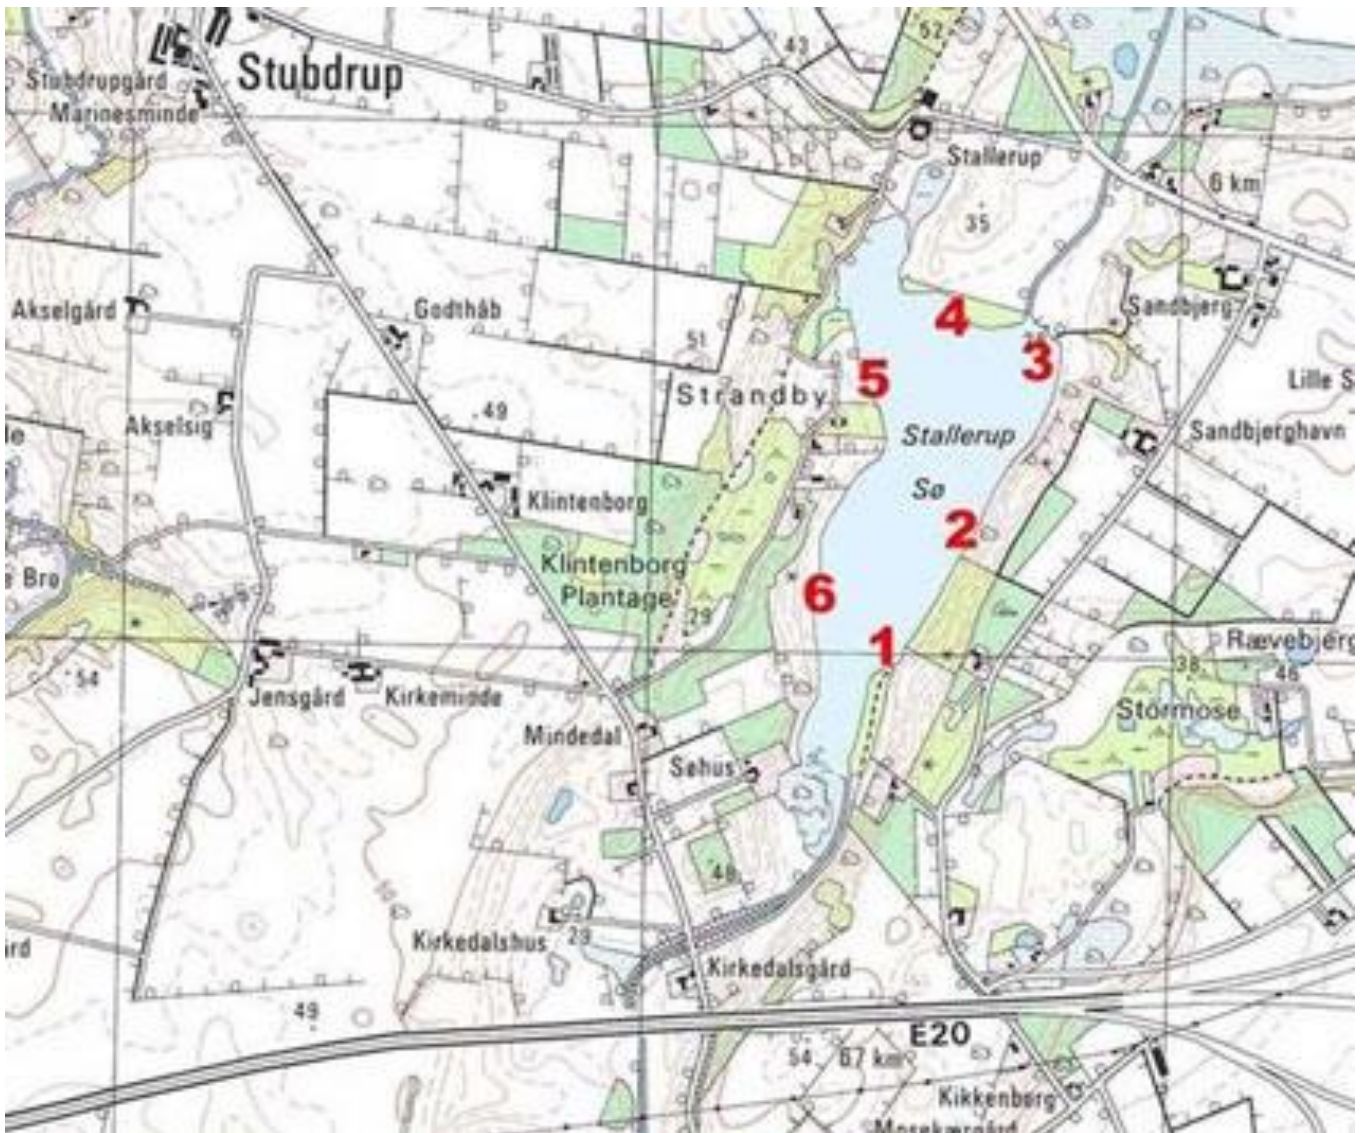 52
43
Stubdrup
Stubdrupgård
Marinesminde
Stallerup
6 km
35
Akselgård
Godthåb
Sandbjerg
4
51
3
5
Lille S
Strandby
49
Akselsig
Stallerup
Sø
Sandbjerghavn
Klintenborg
2
Klintenborg
Plantage
e Bro
6
29
1
Rævebjerg
54
38
46
Jensgård
Kirkeminde
Stormose
Mindedal
Søhus
48
Kirkedalshus
29
Kirkedalsgård
49
E20
54
67 km
Kikkenborg
Mosekærgård